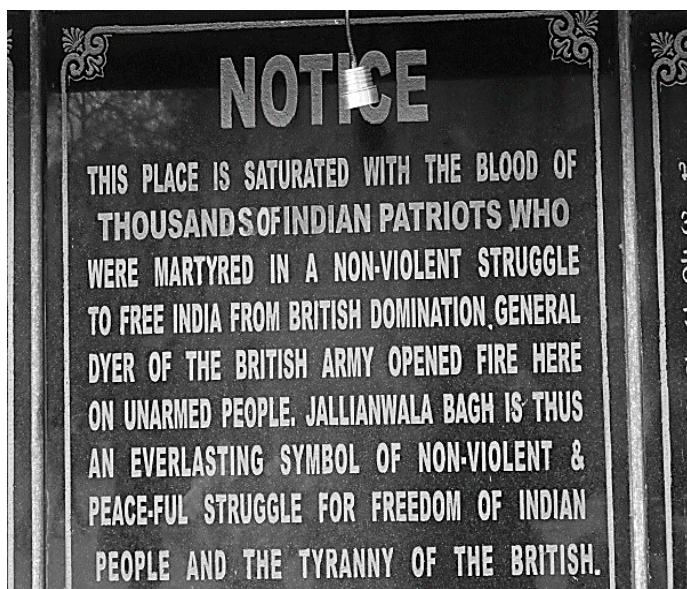 NOTICE
THIS PLACE IS SATURATED WITH THE BLOOD OF
THOUSANDS OF INDIAN PATRIOTS WHO
WERE MARTYRED IN A NON-VIOLENT STRUGGLE
TO FREE INDIA FROM BRITISH DOMINATION. GENERAL
DYER OF THE BRITISH ARMY OPENED FIRE HERE
ON UNARMED PEOPLE. JALLIANWALA BAGH IS THUS
AN EVERLASTING SYMBOL OF NON-VIOLENT &
PEACE-FUL STRUGGLE FOR FREEDOM OF INDIAN
PEOPLE AND THE TYRANNY OF THE BRITISH.